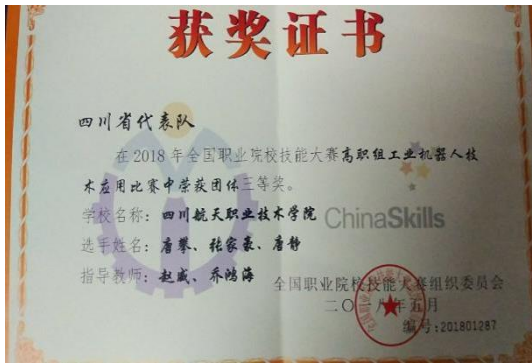 获奖证书
四川省代表队
在2018年全国职业院校技能大赛高职组工业机器人技
术应用比赛中荣获团体三等奖。
学校名称：四川航天职业技术学院
ChinaSkills
选手姓名：唐攀、张家豪、唐静
指导教师：赵威、乔鸿海
全国职业院校技能大赛组织委员会
二〇一八年五月
编号：201801287